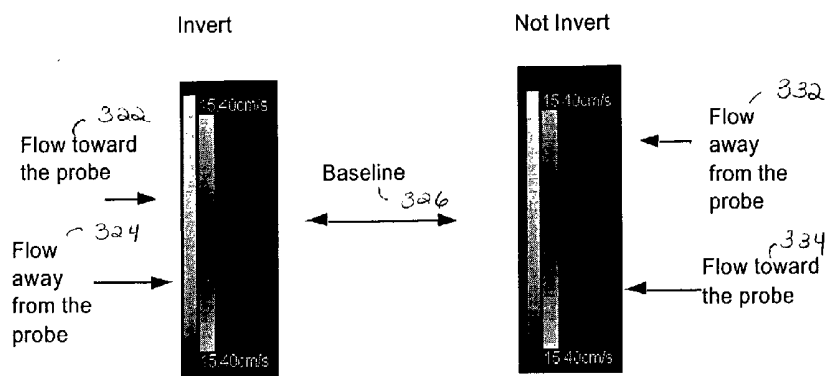 Invert
Not Invert
322
Flow toward
the probe
324
Flow
away
from the
probe
15.40cm/s
15.40cm/s
Baseline
326
15.40cm/s
15.40cm/s
332
Flow
away
from the
probe
334
Flow toward
the probe